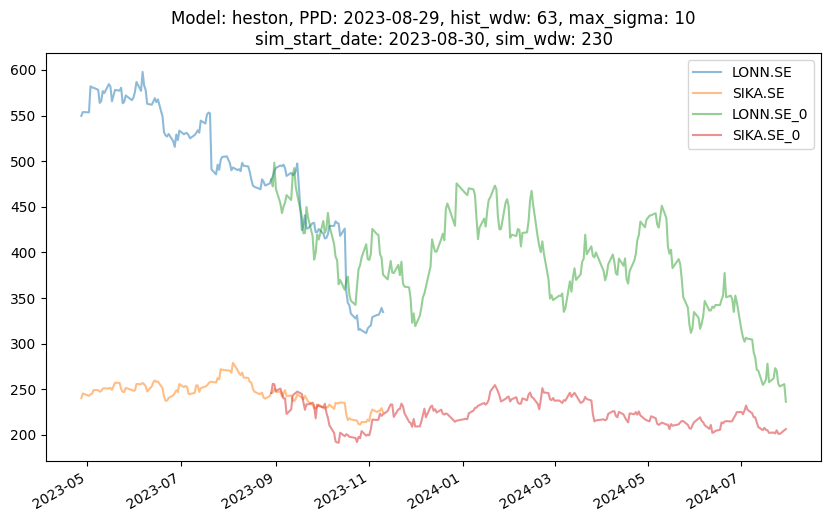 Model: heston, PPD: 2023-08-29, hist_wdw: 63, max_sigma: 10
sim_start_date: 2023-08-30, sim_wdw: 230
600
550
500
450
400
350
300
250
200
LONN.SE
SIKA.SE
LONN.SE_0
SIKA.SE_0
2023-05
2023-07
2023-09
2023-11
2024-01
2024-03
2024-05
2024-07